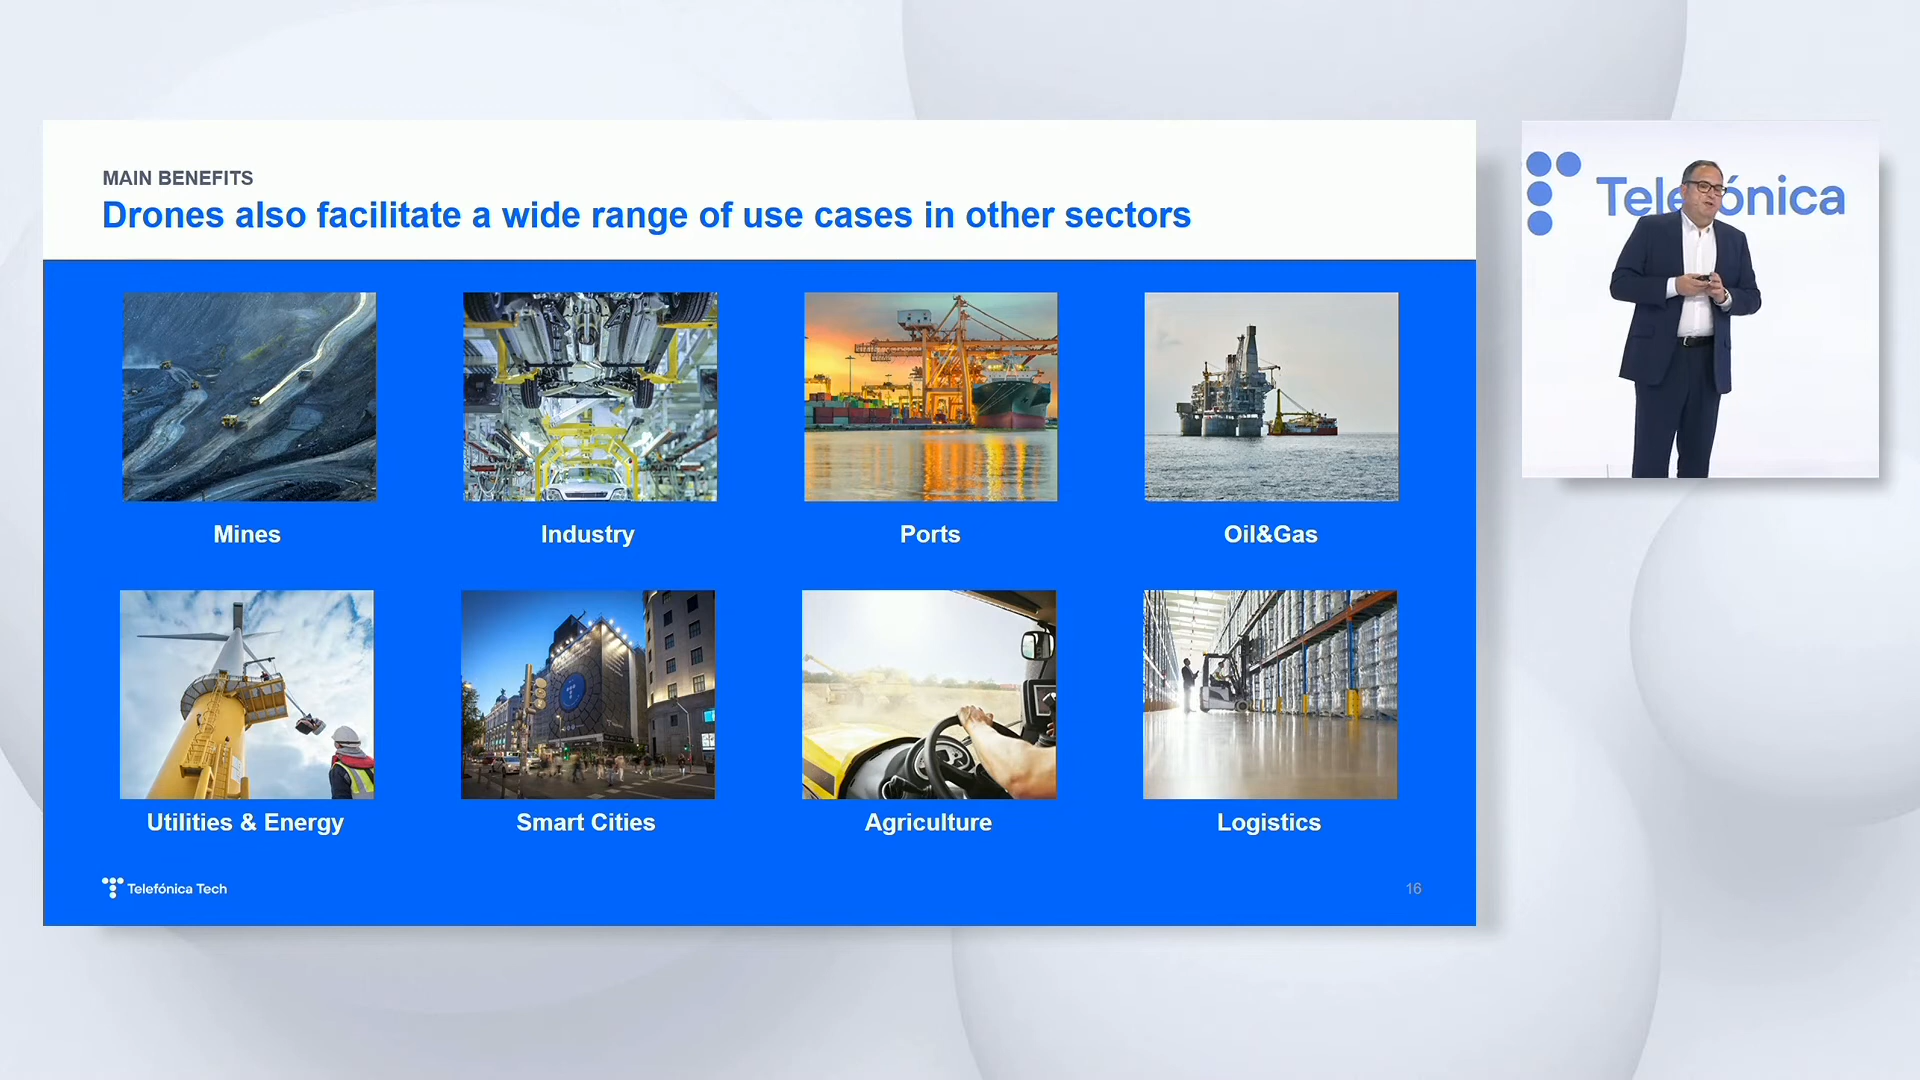 MAIN BENEFITS
Drones also facilitate a wide range of use cases in other sectors
Telefónica
Mines
Industry
Ports
Oil&Gas
Utilities & Energy
Smart Cities
Agriculture
Logistics
Telefónica Tech
16